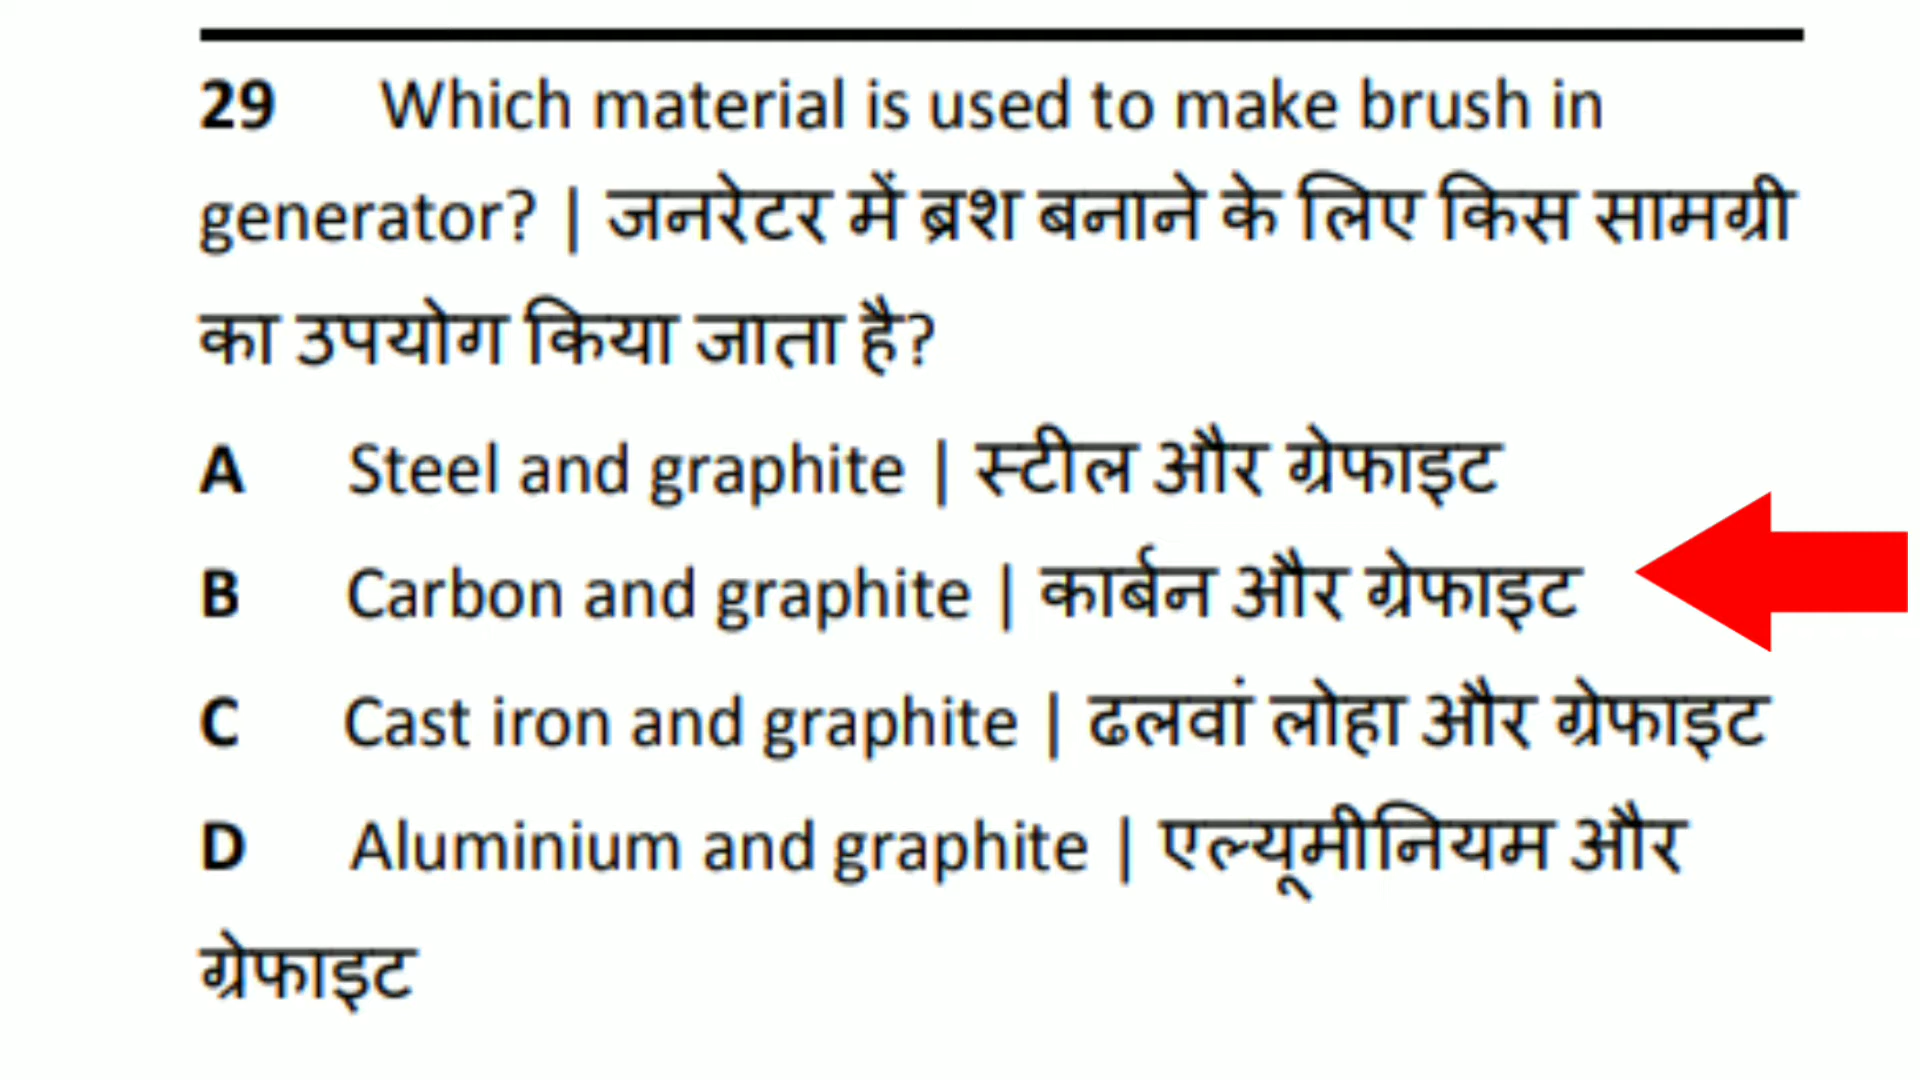 29 Which material is used to make brush in
generator? | जनरेटर में ब्रश बनाने के लिए किस सामग्री
का उपयोग किया जाता है?
A Steel and graphite | स्टील और ग्रेफाइट
B Carbon and graphite | कार्बन और ग्रेफाइट
C Cast iron and graphite | ढलवां लोहा और ग्रेफाइट
D Aluminium and graphite | एल्यूमीनियम और
ग्रेफाइट